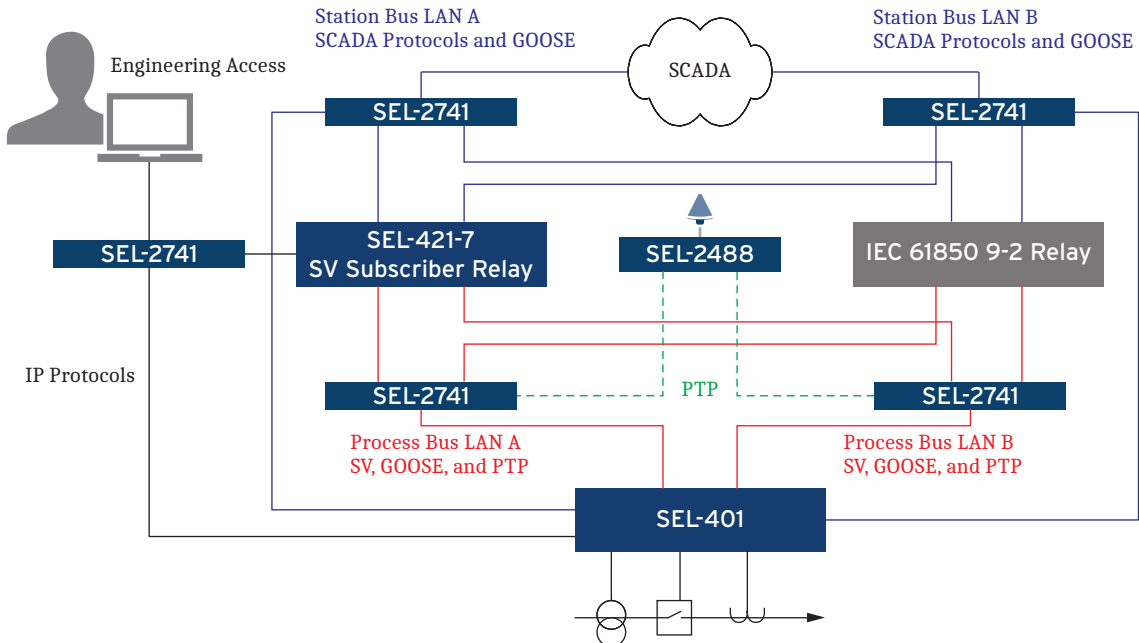 Station Bus LAN A
SCADA Protocols and GOOSE
Station Bus LAN B
SCADA Protocols and GOOSE
Engineering Access
SCADA
SEL-2741
SEL-2741
SEL-2741
SEL-421-7
SV Subscriber Relay
SEL-2488
IEC 61850 9-2 Relay
IP Protocols
SEL-2741
PTP
SEL-2741
Process Bus LAN A
SV, GOOSE, and PTP
Process Bus LAN B
SV, GOOSE, and PTP
SEL-401